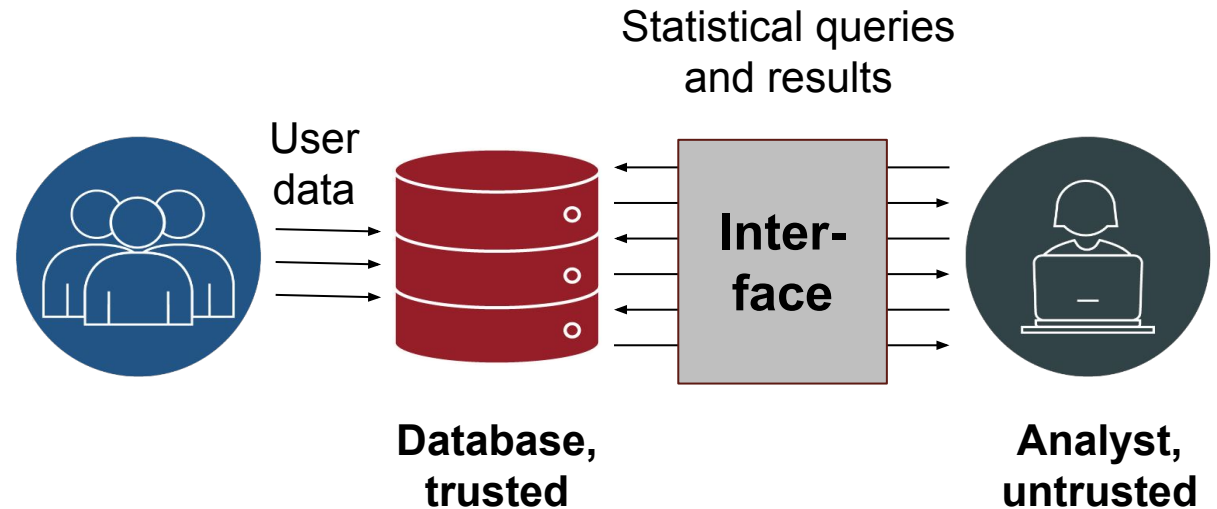 Statistical queries
and results
User
data
Inter-
face
Database,
trusted
Analyst,
untrusted